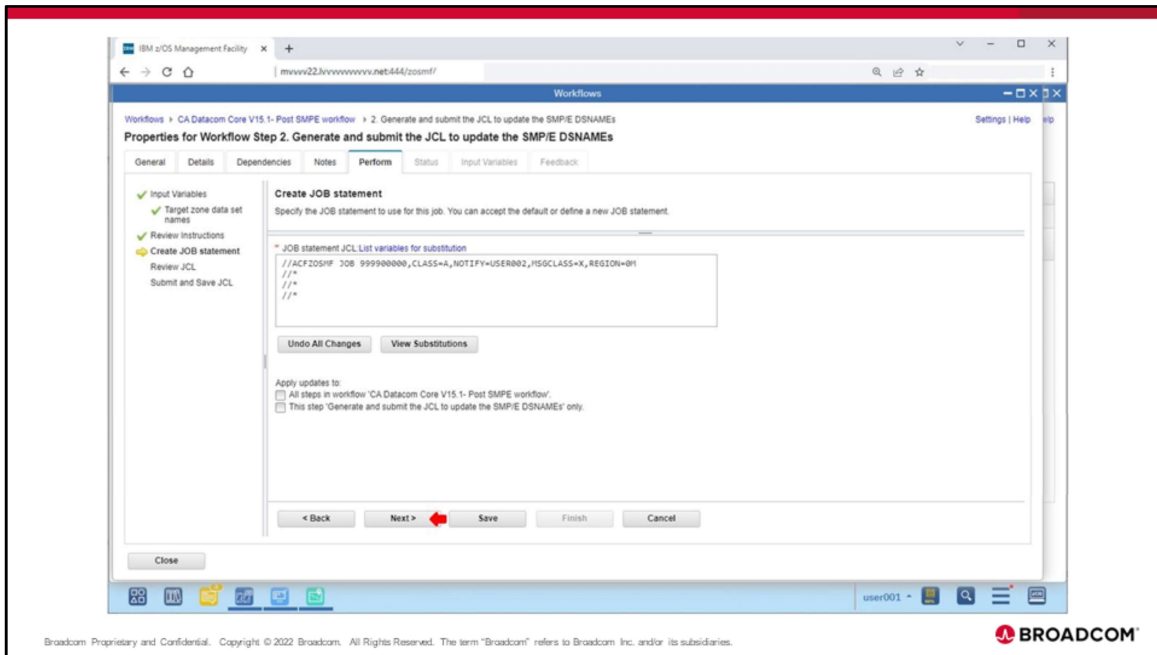 IBM z/OS Management Facility × +
mvvvv22.lvvvvvvvvvv.net:444/zosmf/
Workflows
Workflows ▸ CA Datacom Core V15.1- Post SMPE workflow ▸ 2. Generate and submit the JCL to update the SMP/E DSNAMEs
Settings | Help
Properties for Workflow Step 2. Generate and submit the JCL to update the SMP/E DSNAMEs
General Details Dependencies Notes Perform Status Input Variables Feedback
Input Variables
Target zone data set
names
Review Instructions
Create JOB statement
Review JCL
Submit and Save JCL
Create JOB statement
Specify the JOB statement to use for this job. You can accept the default or define a new JOB statement.
* JOB statement JCL:List variables for substitution
//ACFZOSMF JOB 999900000,CLASS=A,NOTIFY=USER002,MSGCLASS=X,REGION=0M
//*
//*
//*
Undo All Changes View Substitutions
Apply updates to:
All steps in workflow 'CA Datacom Core V15.1- Post SMPE workflow'.
This step 'Generate and submit the JCL to update the SMP/E DSNAMEs' only.
< Back Next > Save Finish Cancel
Close
user001
Broadcom Proprietary and Confidential. Copyright © 2022 Broadcom. All Rights Reserved. The term "Broadcom" refers to Broadcom Inc. and/or its subsidiaries.
BROADCOM